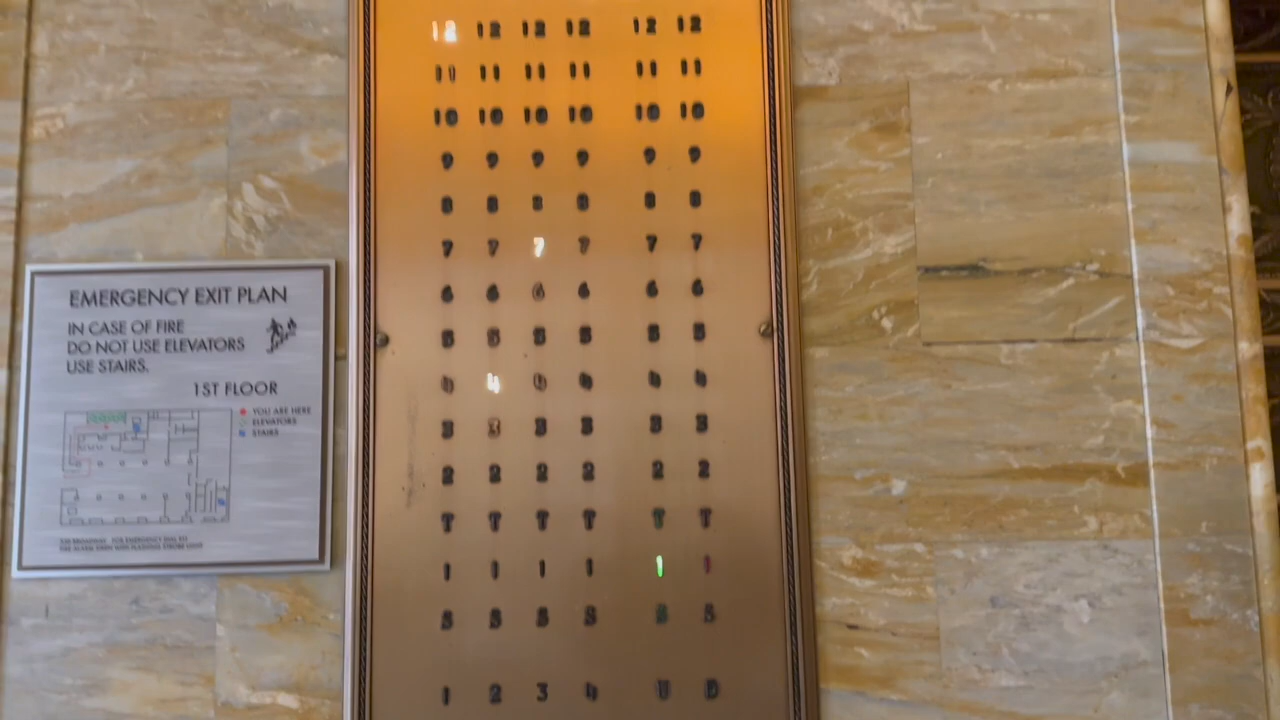 12 12 12 12 12 12
11 11 11 11 11 11
10 10 10 10 10 10
9 9 9 9 9 9
8 8 8 8 8 8
7 7 7 7 7 7
6 6 6 6 6 6
5 5 5 5 5 5
4 4 4 4 4 4
3 3 3 3 3 3
2 2 2 2 2 2
T T T T T T
1 1 1 1 1 1
S S S S S S
1 2 3 4 U D
EMERGENCY EXIT PLAN
IN CASE OF FIRE
DO NOT USE ELEVATORS
USE STAIRS.
1ST FLOOR
YOU ARE HERE
ELEVATORS
STAIRS